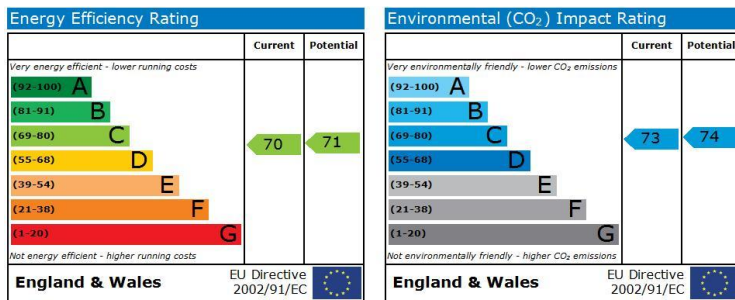 Energy Efficiency Rating
Current Potential
Very energy efficient - lower running costs
(92-100) A
(81-91) B
(69-80) C
70 71
(55-68) D
(39-54) E
(21-38) F
(1-20) G
Not energy efficient - higher running costs
England & Wales
EU Directive
2002/91/EC
Environmental (CO₂) Impact Rating
Current Potential
Very environmentally friendly - lower CO₂ emissions
(92-100) A
(81-91) B
(69-80) C
73 74
(55-68) D
(39-54) E
(21-38) F
(1-20) G
Not environmentally friendly - higher CO₂ emissions
England & Wales
EU Directive
2002/91/EC